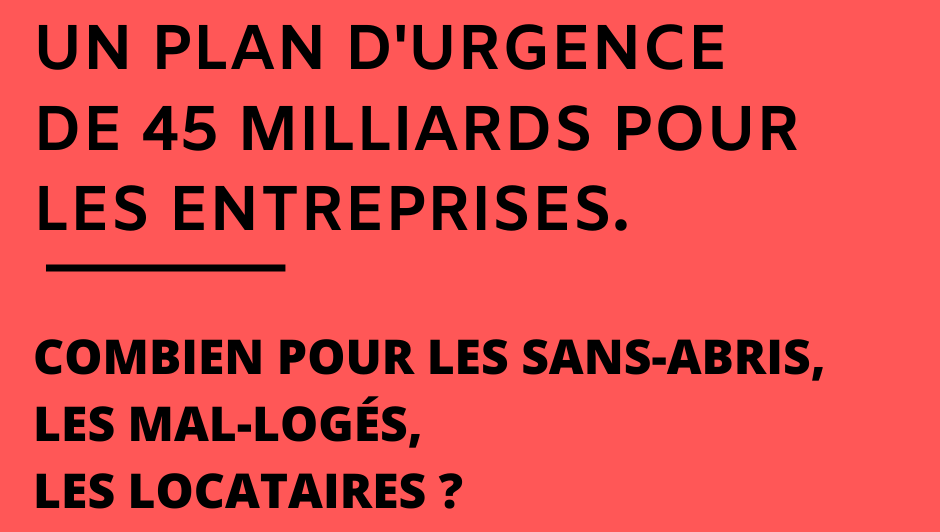 UN PLAN D'URGENCE
DE 45 MILLIARDS POUR
LES ENTREPRISES.
COMBIEN POUR LES SANS-ABRIS,
LES MAL-LOGÉS,
LES LOCATAIRES ?